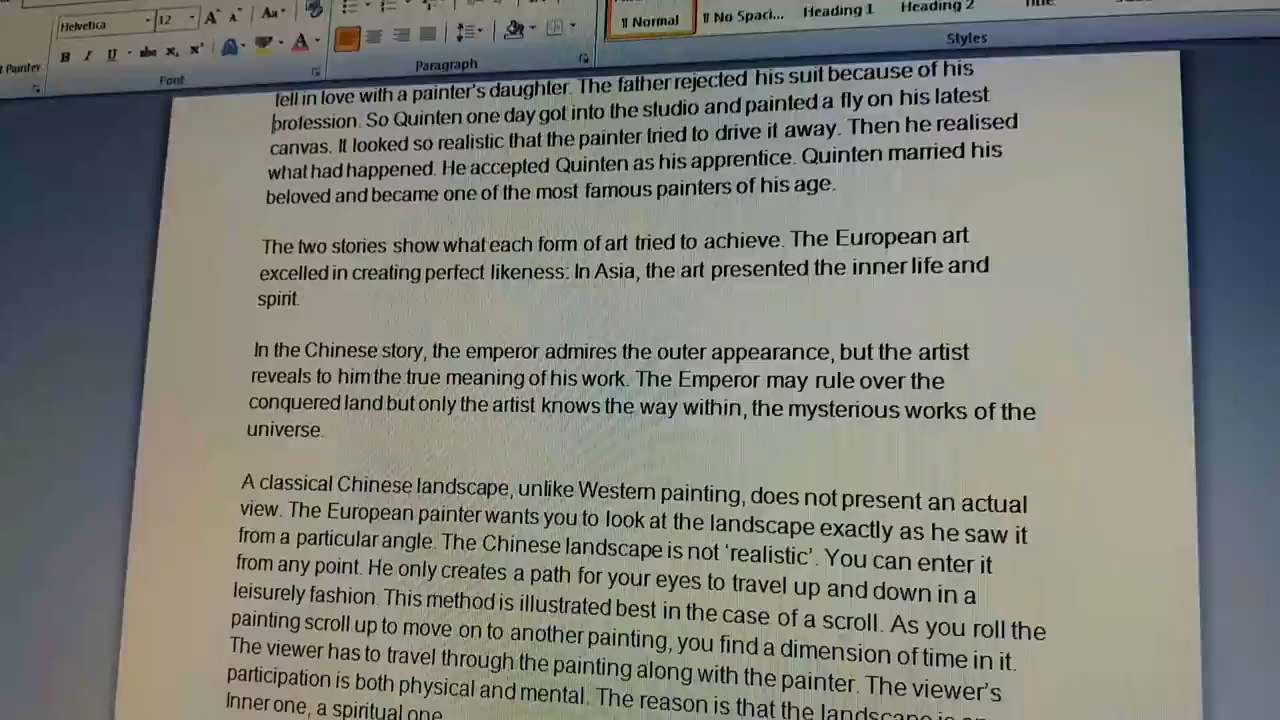 Helvetica 12 A A Aa
B I U abc x, x² A A
Painter
Font
Paragraph
¶ Normal ¶ No Spaci... Heading 1 Heading 2
Styles
fell in love with a painter's daughter. The father rejected his suit because of his
profession. So Quinten one day got into the studio and painted a fly on his latest
canvas. It looked so realistic that the painter tried to drive it away. Then he realised
what had happened. He accepted Quinten as his apprentice. Quinten married his
beloved and became one of the most famous painters of his age.
The two stories show what each form of art tried to achieve. The European art
excelled in creating perfect likeness: In Asia, the art presented the inner life and
spirit.
In the Chinese story, the emperor admires the outer appearance, but the artist
reveals to him the true meaning of his work. The Emperor may rule over the
conquered land but only the artist knows the way within, the mysterious works of the
universe.
A classical Chinese landscape, unlike Western painting, does not present an actual
view. The European painter wants you to look at the landscape exactly as he saw it
from a particular angle. The Chinese landscape is not 'realistic'. You can enter it
from any point. He only creates a path for your eyes to travel up and down in a
leisurely fashion. This method is illustrated best in the case of a scroll. As you roll the
painting scroll up to move on to another painting, you find a dimension of time in it.
The viewer has to travel through the painting along with the painter. The viewer's
participation is both physical and mental. The reason is that the landscape is an
Inner one, a spiritual one